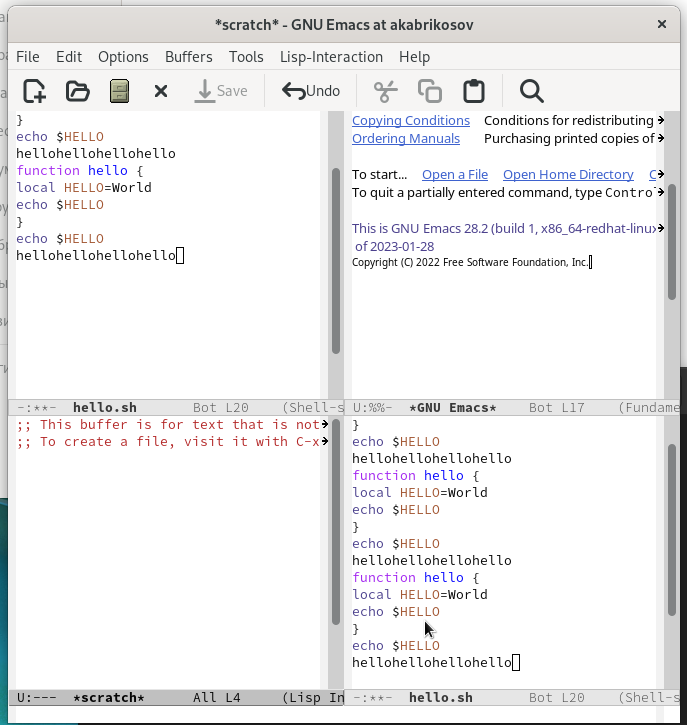 *scratch* - GNU Emacs at akabrikosov
File Edit Options Buffers Tools Lisp-Interaction Help
Save Undo
}
echo $HELLO
hellohellohellohello
function hello {
local HELLO=World
echo $HELLO
}
echo $HELLO
hellohellohellohello
-:**- hello.sh Bot L20 (Shell-s
Copying Conditions Conditions for redistributing
Ordering Manuals Purchasing printed copies of
To start... Open a File Open Home Directory C
To quit a partially entered command, type Contro
This is GNU Emacs 28.2 (build 1, x86_64-redhat-linux
of 2023-01-28
Copyright (C) 2022 Free Software Foundation, Inc.
U:%%- *GNU Emacs* Bot L17 (Fundame
;; This buffer is for text that is not
;; To create a file, visit it with C-x
U:--- *scratch* All L4 (Lisp In
}
echo $HELLO
hellohellohellohello
function hello {
local HELLO=World
echo $HELLO
}
echo $HELLO
hellohellohellohello
function hello {
local HELLO=World
echo $HELLO
}
echo $HELLO
hellohellohellohello
-:**- hello.sh Bot L20 (Shell-s